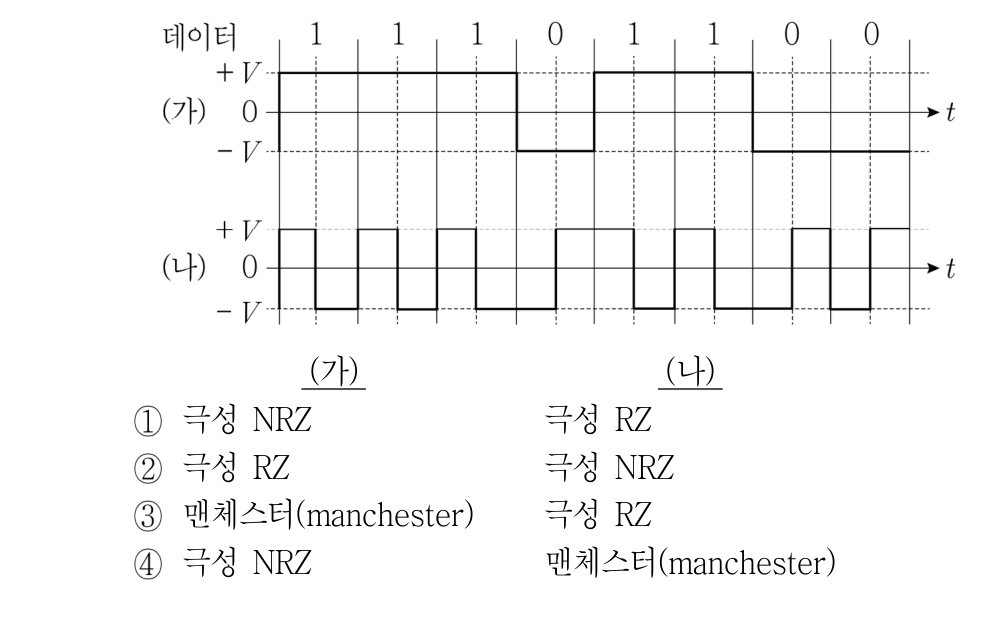 데이터 1 1 1 0 1 1 0 0
+V
(가) 0 t
−V
+V
(나) 0 t
−V
(가) (나)
① 극성 NRZ 극성 RZ
② 극성 RZ 극성 NRZ
③ 맨체스터(manchester) 극성 RZ
④ 극성 NRZ 맨체스터(manchester)